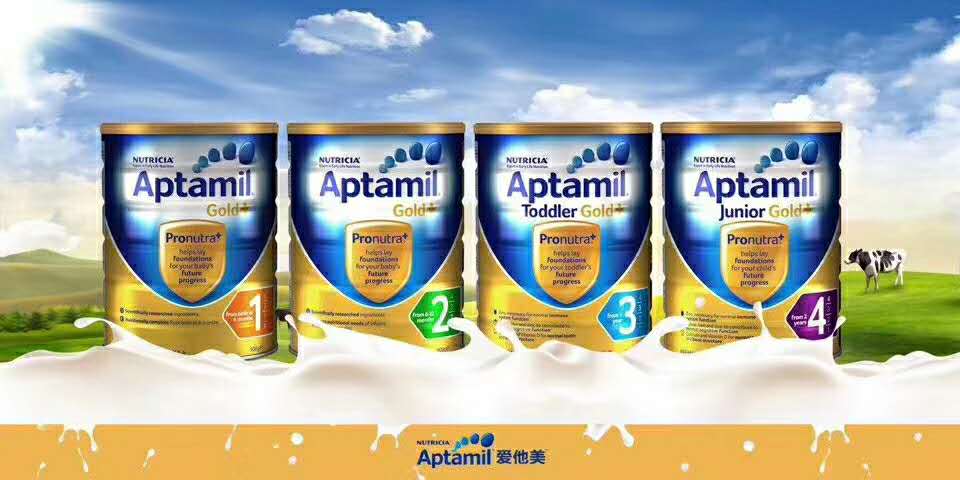 NUTRICIA
Aptamil
Gold+
Pronutra+
helps lay
foundations
for your baby's
future
progress
1
NUTRICIA
Aptamil
Gold+
Pronutra+
helps lay
foundations
for your baby's
future
progress
from 6-12
months
2
NUTRICIA
Aptamil
Toddler Gold+
Pronutra+
helps lay
foundations
for your toddler's
future
progress
from 1
year
3
NUTRICIA
Aptamil
Junior Gold+
Pronutra+
helps lay
foundations
for your child's
future
progress
from 2
years
4
NUTRICIA
Aptamil 爱他美